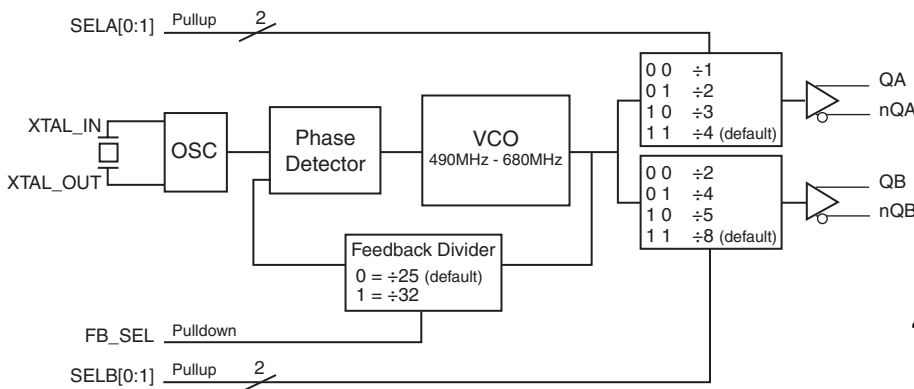 SELA[0:1] Pullup 2
XTAL_IN
XTAL_OUT
OSC
Phase
Detector
VCO
490MHz - 680MHz
0 0 ÷1
0 1 ÷2
1 0 ÷3
1 1 ÷4 (default)
QA
nQA
0 0 ÷2
0 1 ÷4
1 0 ÷5
1 1 ÷8 (default)
QB
nQB
Feedback Divider
0 = ÷25 (default)
1 = ÷32
FB_SEL Pulldown
SELB[0:1] Pullup 2